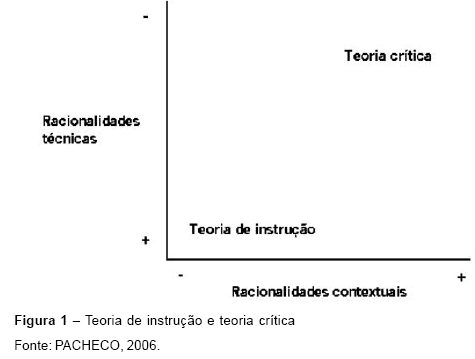 -
Teoria crítica
Racionalidades
técnicas
Teoria de instrução
+
-
+
Racionalidades contextuais
Figura 1 – Teoria de instrução e teoria crítica
Fonte: PACHECO, 2006.